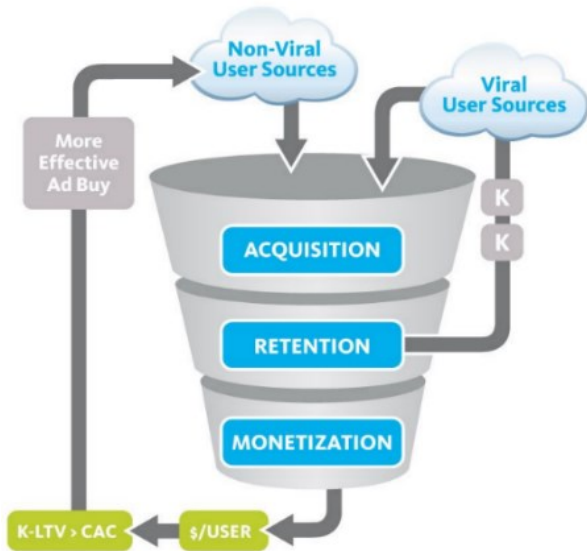 Non-Viral
User Sources
Viral
User Sources
More
Effective
Ad Buy
K
K
ACQUISITION
RETENTION
MONETIZATION
K-LTV > CAC
$/USER